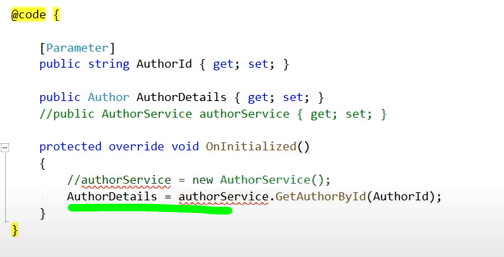 @code {
[Parameter]
public string AuthorId { get; set; }
public Author AuthorDetails { get; set; }
//public AuthorService authorService { get; set; }
protected override void OnInitialized()
{
//authorService = new AuthorService();
AuthorDetails = authorService.GetAuthorById(AuthorId);
}
}